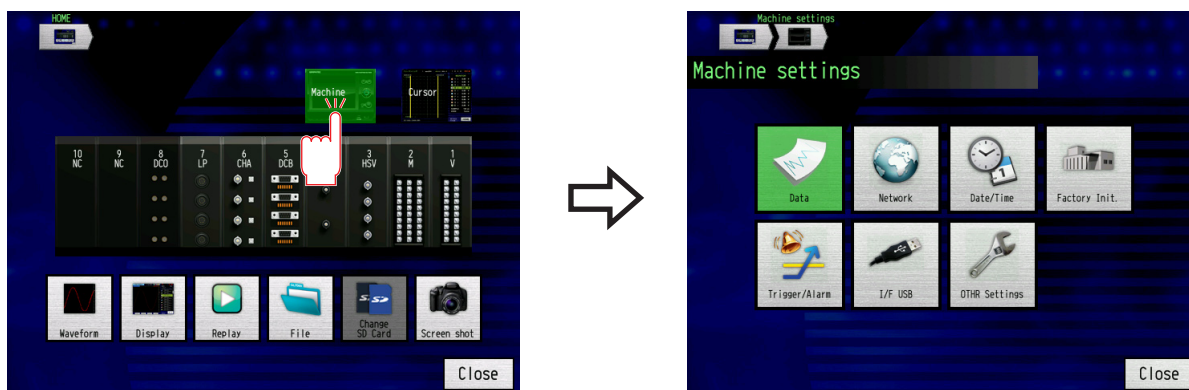 HOME
Machine
Cursor
10 9 8 7 6 5 3 2 1
NC NC DCO LP CHA DCB HSV M V
Waveform Display Replay File Change SD Card Screen shot
Close
Machine settings
Machine settings
Data Network Date/Time Factory Init.
Trigger/Alarm I/F USB OTHR Settings
Close